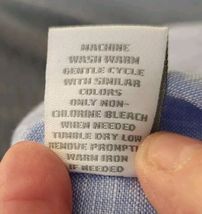 MACHINE
WASH WARM
GENTLE CYCLE
WITH SIMILAR
COLORS
ONLY NON-
CHLORINE BLEACH
WHEN NEEDED
TUMBLE DRY LOW
REMOVE PROMPTL
WARM IRON
IF NEEDED